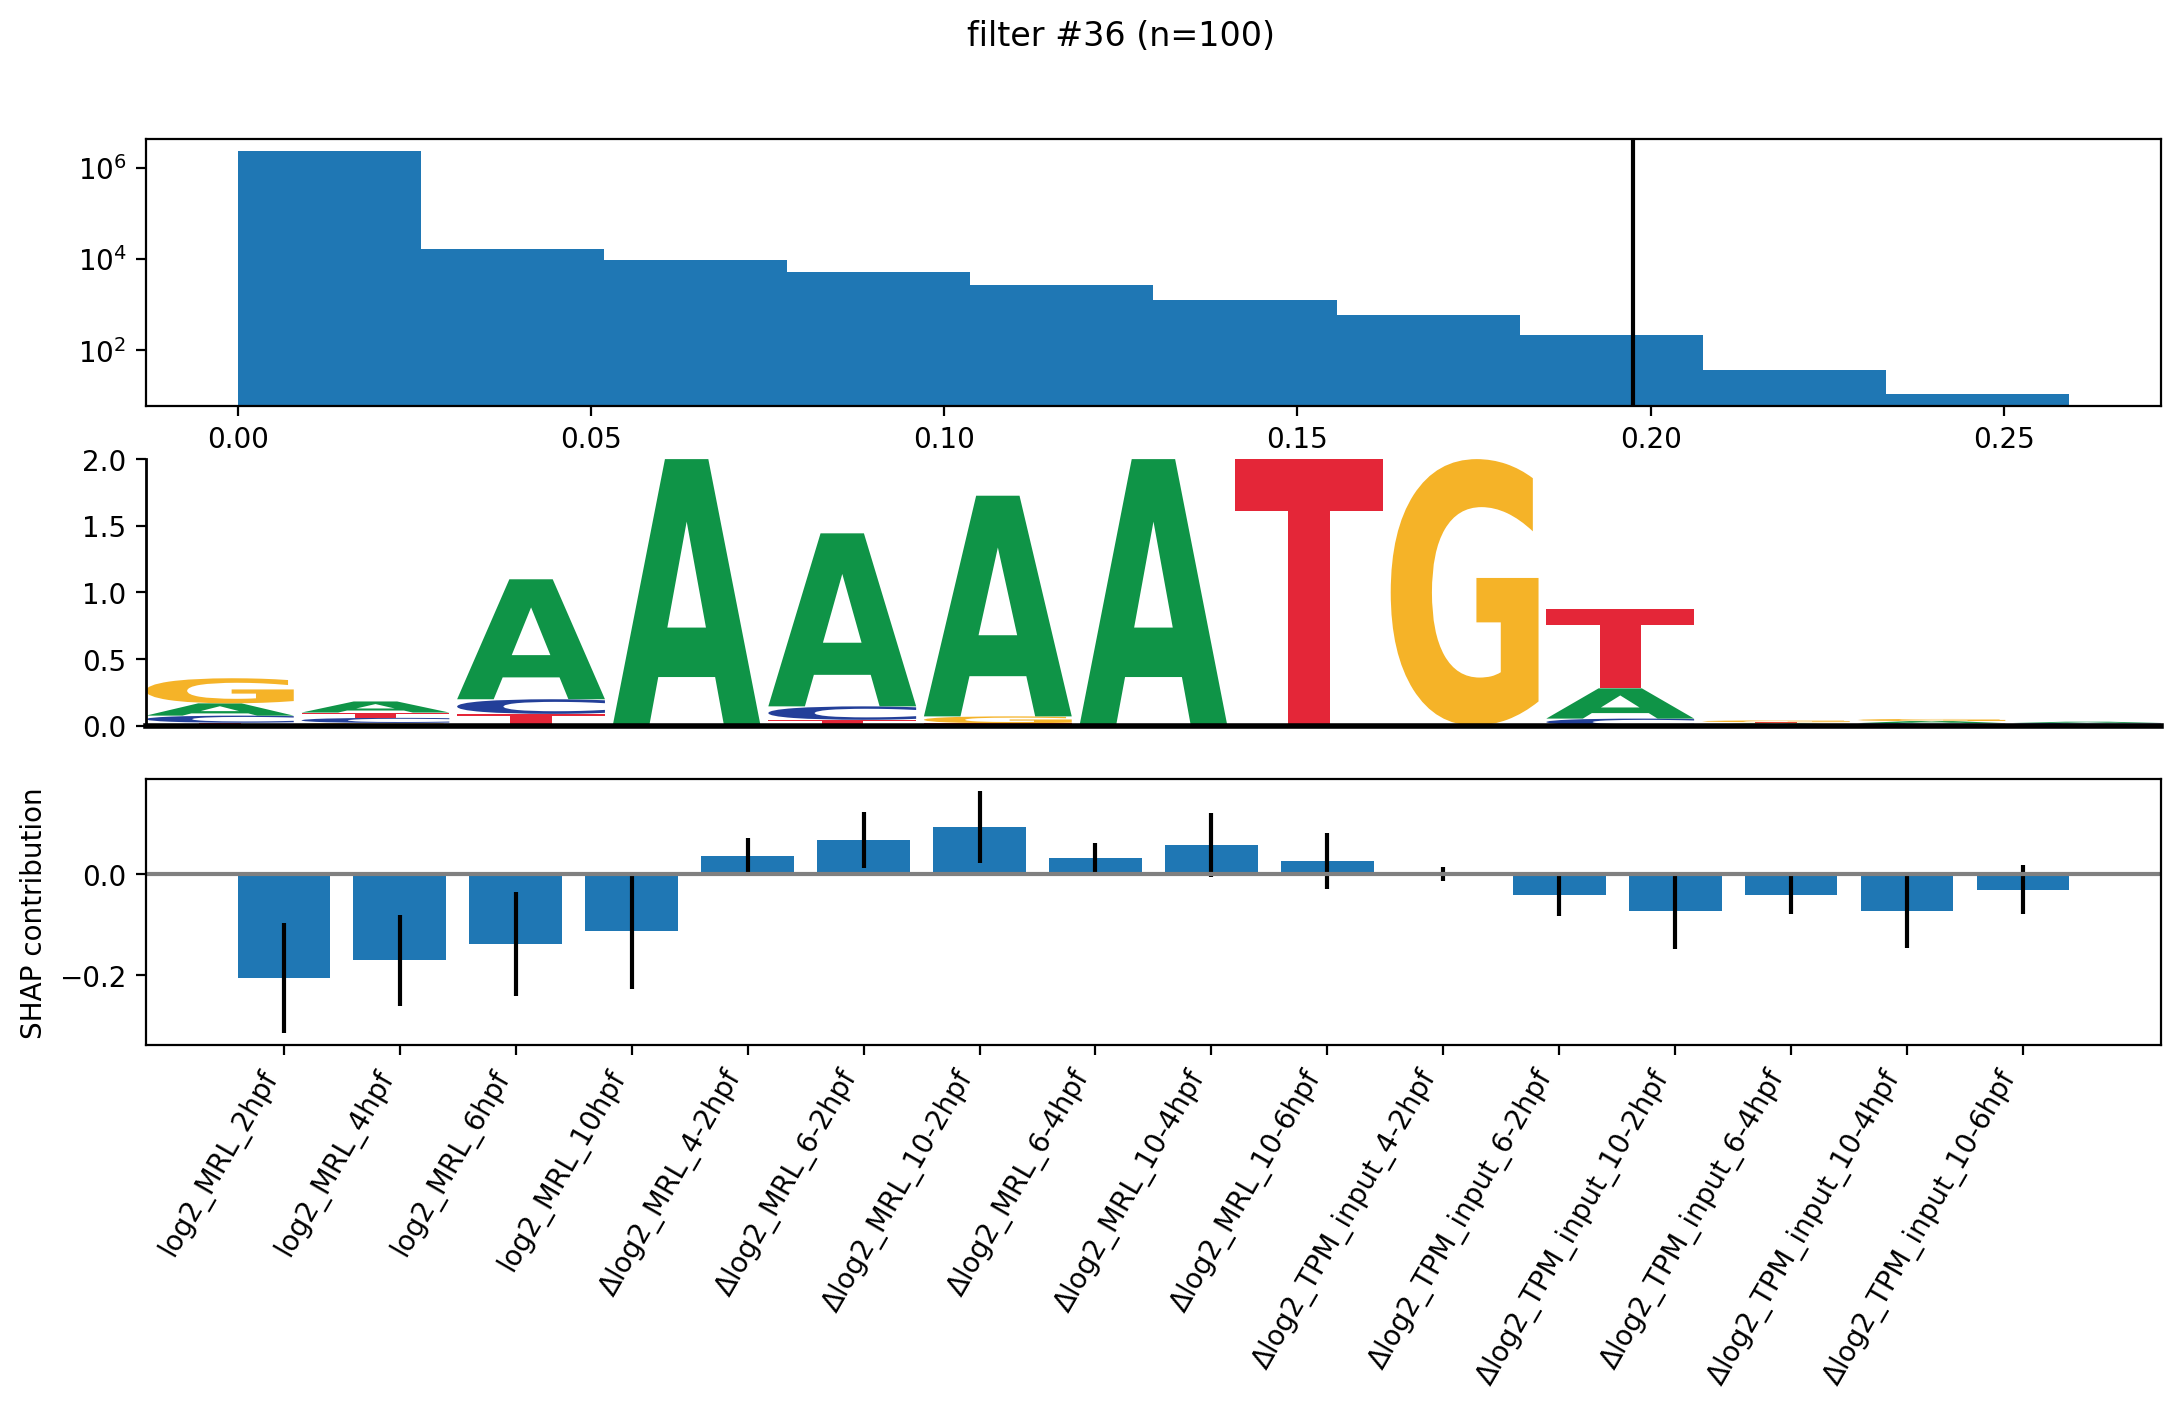 filter #36 (n=100)
10^6
10^4
10^2
0.00 0.05 0.10 0.15 0.20 0.25
2.0
1.5
1.0
0.5
0.0
G A C A T C A C T A A C T A G A T G T A C
SHAP contribution
0.0
−0.2
log2_MRL_2hpf
log2_MRL_4hpf
log2_MRL_6hpf
log2_MRL_10hpf
Δlog2_MRL_4-2hpf
Δlog2_MRL_6-2hpf
Δlog2_MRL_10-2hpf
Δlog2_MRL_6-4hpf
Δlog2_MRL_10-4hpf
Δlog2_MRL_10-6hpf
Δlog2_TPM_input_4-2hpf
Δlog2_TPM_input_6-2hpf
Δlog2_TPM_input_10-2hpf
Δlog2_TPM_input_6-4hpf
Δlog2_TPM_input_10-4hpf
Δlog2_TPM_input_10-6hpf